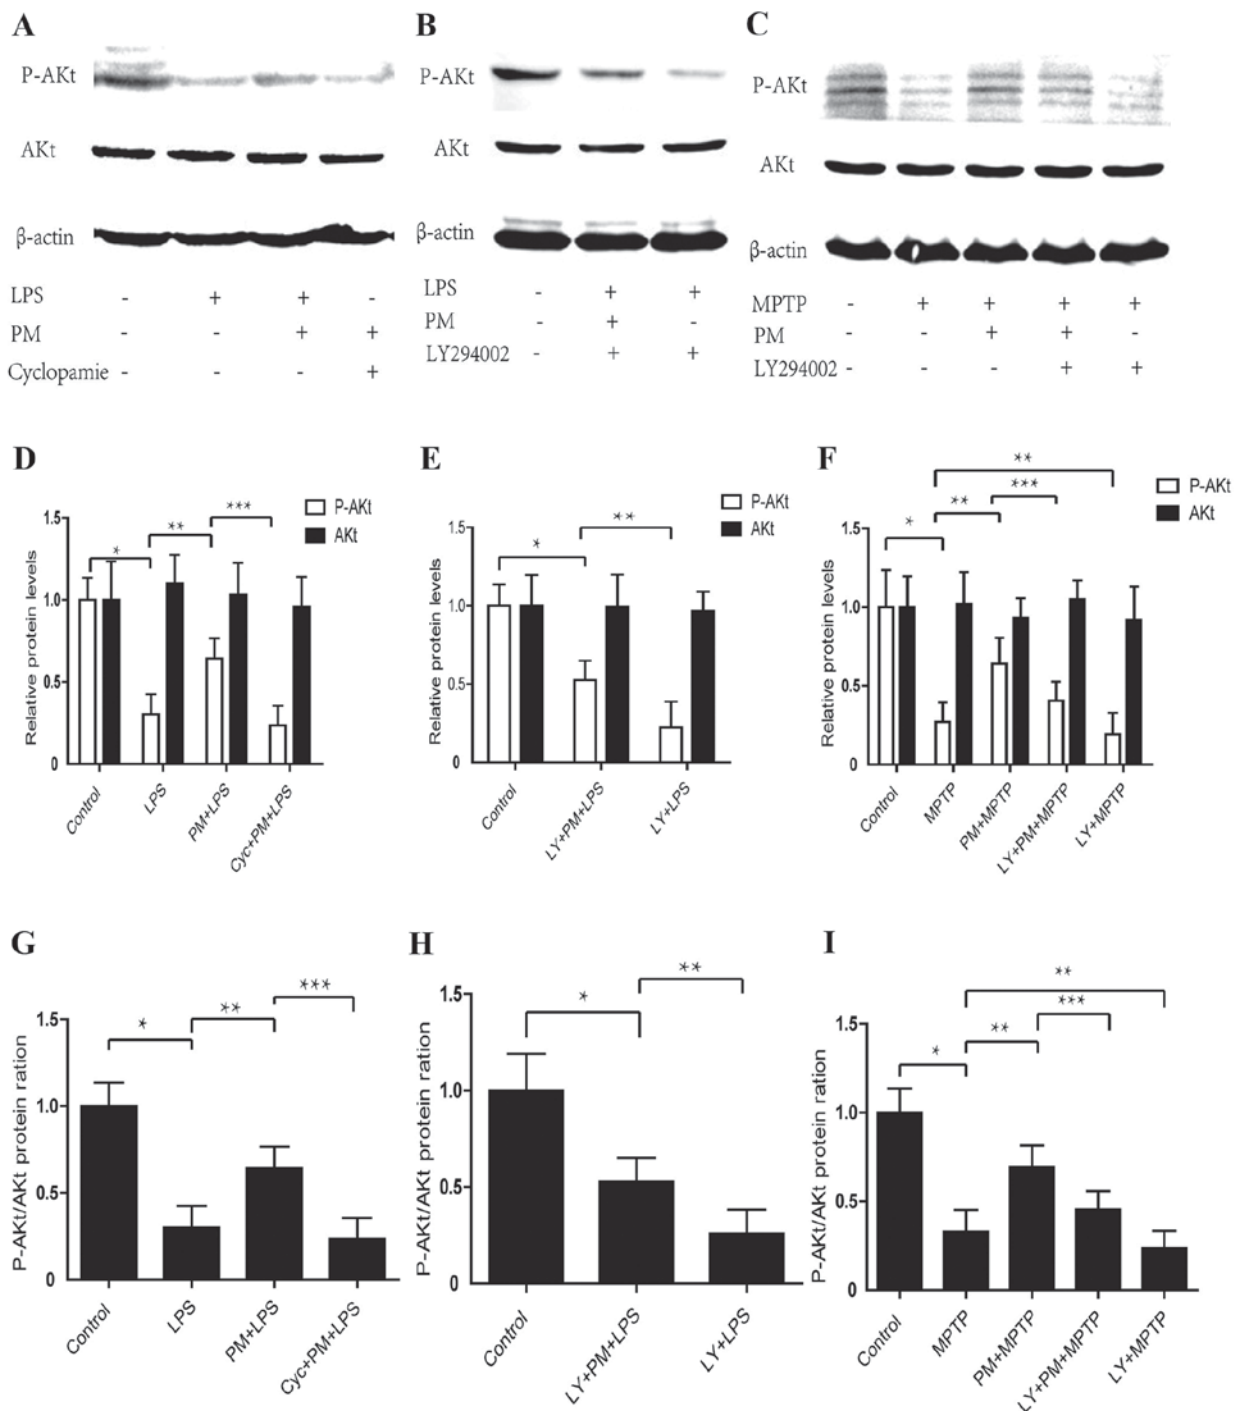 A
P-AKt
AKt
β-actin
LPS - + + -
PM - - + +
Cyclopamie - - - +
B
P-AKt
AKt
β-actin
LPS - + +
PM - + -
LY294002 - + +
C
P-AKt
AKt
β-actin
MPTP - + + + +
PM - - + + -
LY294002 - - - + +
D
P-AKt
AKt
Relative protein levels
1.5
1.0
0.5
0
* ** ***
Control LPS PM+LPS Cyc+PM+LPS
E
P-AKt
AKt
Relative protein levels
1.5
1.0
0.5
0
* **
Control LY+PM+LPS LY+LPS
F
P-AKt
AKt
Relative protein levels
1.5
1.0
0.5
0
**
* ** ***
Control MPTP PM+MPTP LY+PM+MPTP LY+MPTP
G
P-AKt/AKt protein ration
1.5
1.0
0.5
0
* ** ***
Control LPS PM+LPS Cyc+PM+LPS
H
P-AKt/AKt protein ration
1.5
1.0
0.5
0
* **
Control LY+PM+LPS LY+LPS
I
P-AKt/AKt protein ration
1.5
1.0
0.5
0
**
* ** ***
Control MPTP PM+MPTP LY+PM+MPTP LY+MPTP